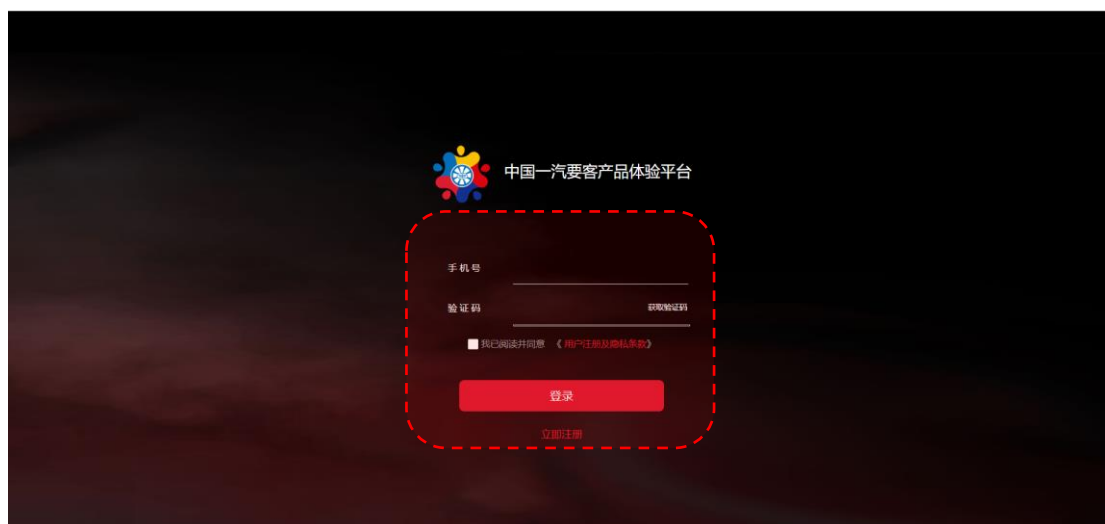 中国一汽要客产品体验平台
手机号
验证码 获取验证码
我已阅读并同意 《用户注册及隐私条款》
登录
立即注册